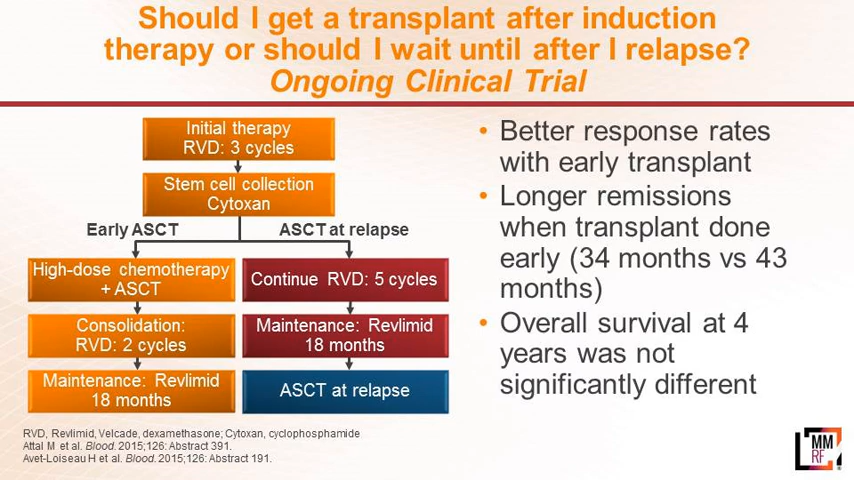 Should I get a transplant after induction
therapy or should I wait until after I relapse?
Ongoing Clinical Trial
Initial therapy
RVD: 3 cycles
Stem cell collection
Cytoxan
Early ASCT
ASCT at relapse
High-dose chemotherapy
+ ASCT
Continue RVD: 5 cycles
Consolidation:
RVD: 2 cycles
Maintenance: Revlimid
18 months
Maintenance: Revlimid
18 months
ASCT at relapse
• Better response rates
with early transplant
• Longer remissions
when transplant done
early (34 months vs 43
months)
• Overall survival at 4
years was not
significantly different
RVD, Revlimid, Velcade, dexamethasone; Cytoxan, cyclophosphamide
Attal M et al. Blood. 2015;126: Abstract 391.
Avet-Loiseau H et al. Blood. 2015;126: Abstract 191.
MM
RF